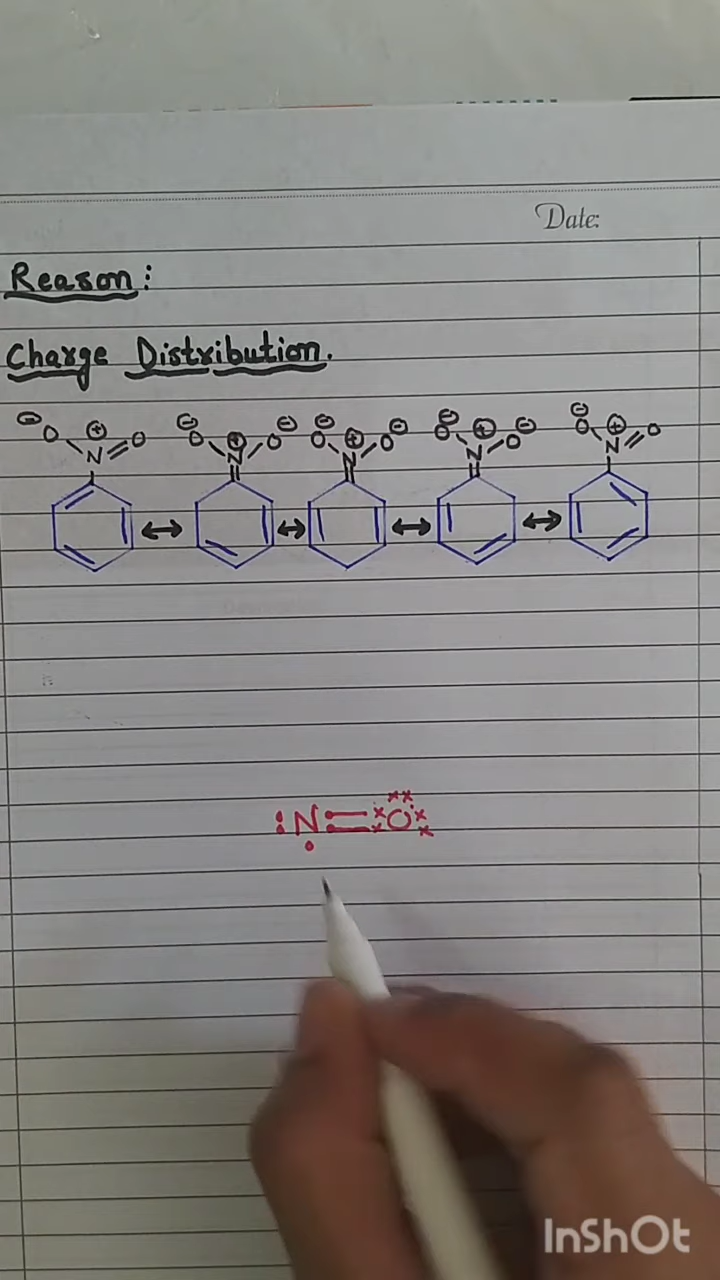 Date:
Reason:
Charge Distribution.
⊖ O ⊕ N O ⊖ O ⊕ N O ⊖ ⊖ O ⊕ N O ⊖ ⊖ O ⊕ N O ⊖ ⊖ O ⊕ N O
N=O
InShOt